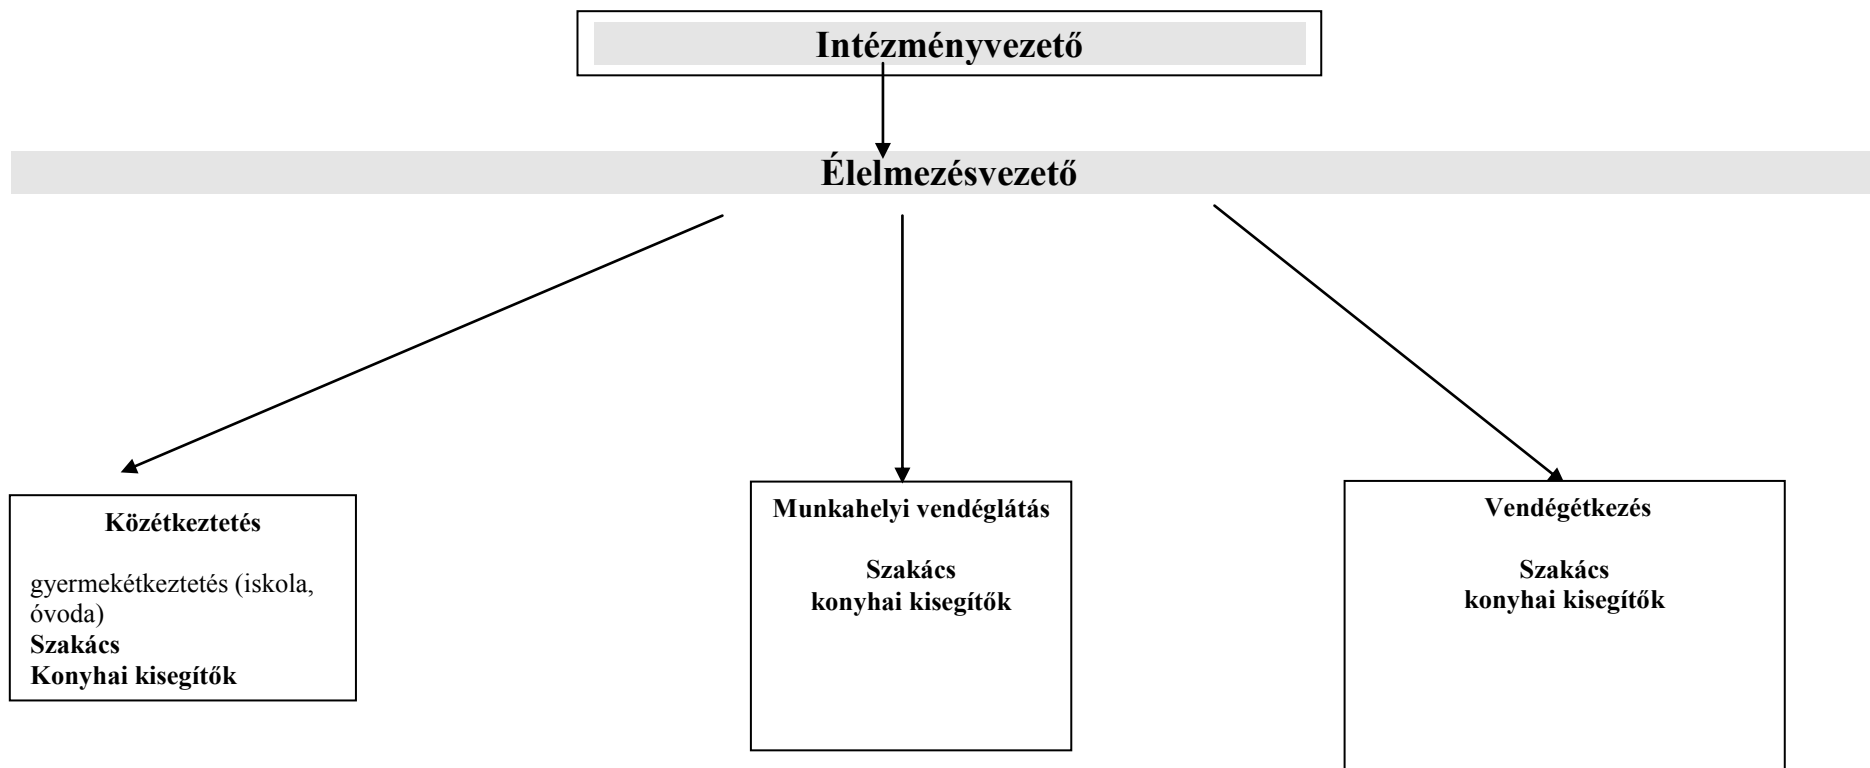 Intézményvezető
Élelmezésvezető
Közétkeztetés
gyermekétkeztetés (iskola,
óvoda)
Szakács
Konyhai kisegítők
Munkahelyi vendéglátás
Szakács
konyhai kisegítők
Vendégétkezés
Szakács
konyhai kisegítők